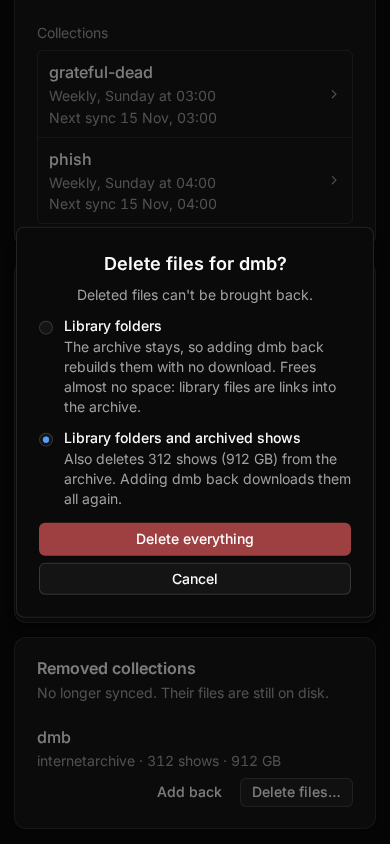 Collections
grateful-dead
Weekly, Sunday at 03:00
Next sync 15 Nov, 03:00
phish
Weekly, Sunday at 04:00
Next sync 15 Nov, 04:00
Delete files for dmb?
Deleted files can't be brought back.
Library folders
The archive stays, so adding dmb back
rebuilds them with no download. Frees
almost no space: library files are links into
the archive.
Library folders and archived shows
Also deletes 312 shows (912 GB) from the
archive. Adding dmb back downloads them
all again.
Delete everything
Cancel
Removed collections
No longer synced. Their files are still on disk.
dmb
internetarchive · 312 shows · 912 GB
Add back
Delete files...